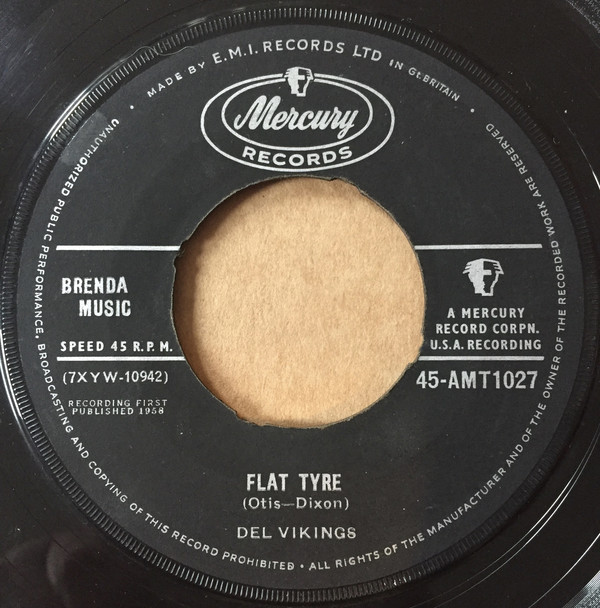 MADE BY E.M.I. RECORDS LTD IN Gt. BRITAIN
Mercury
RECORDS
BRENDA
MUSIC
SPEED 45 R.P.M.
(7XYW-10942)
RECORDING FIRST
PUBLISHED 1958
A MERCURY
RECORD CORPN.
U.S.A. RECORDING
45-AMT1027
FLAT TYRE
(Otis—Dixon)
DEL VIKINGS
UNAUTHORIZED PUBLIC PERFORMANCE, BROADCASTING AND COPYING OF THIS RECORD PROHIBITED • ALL RIGHTS OF THE MANUFACTURER AND OF THE OWNER OF THE RECORDED WORK ARE RESERVED